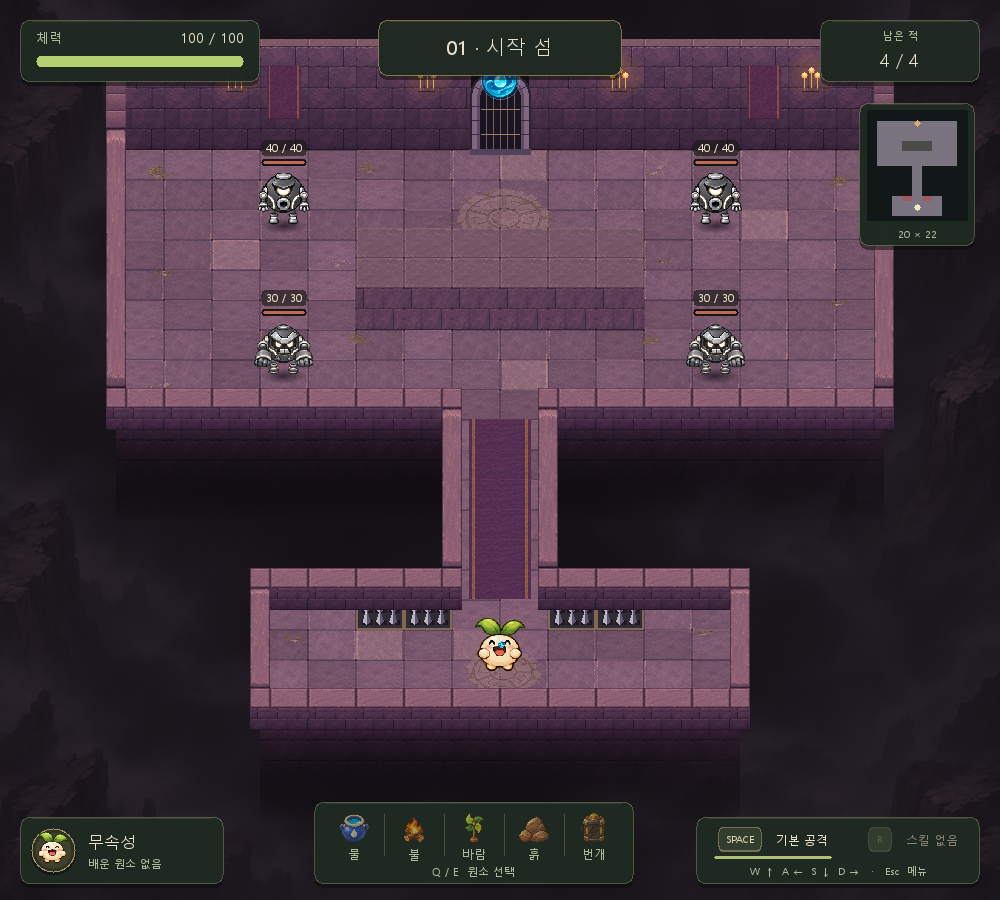 체력 100 / 100
01 · 시작 섬
남은 적
4 / 4
40 / 40
40 / 40
20 × 22
30 / 30
30 / 30
무속성
배운 원소 없음
물 불 바람 흙 번개
Q / E 원소 선택
SPACE 기본 공격 R 스킬 없음
W ↑ A ← S ↓ D → · Esc 메뉴